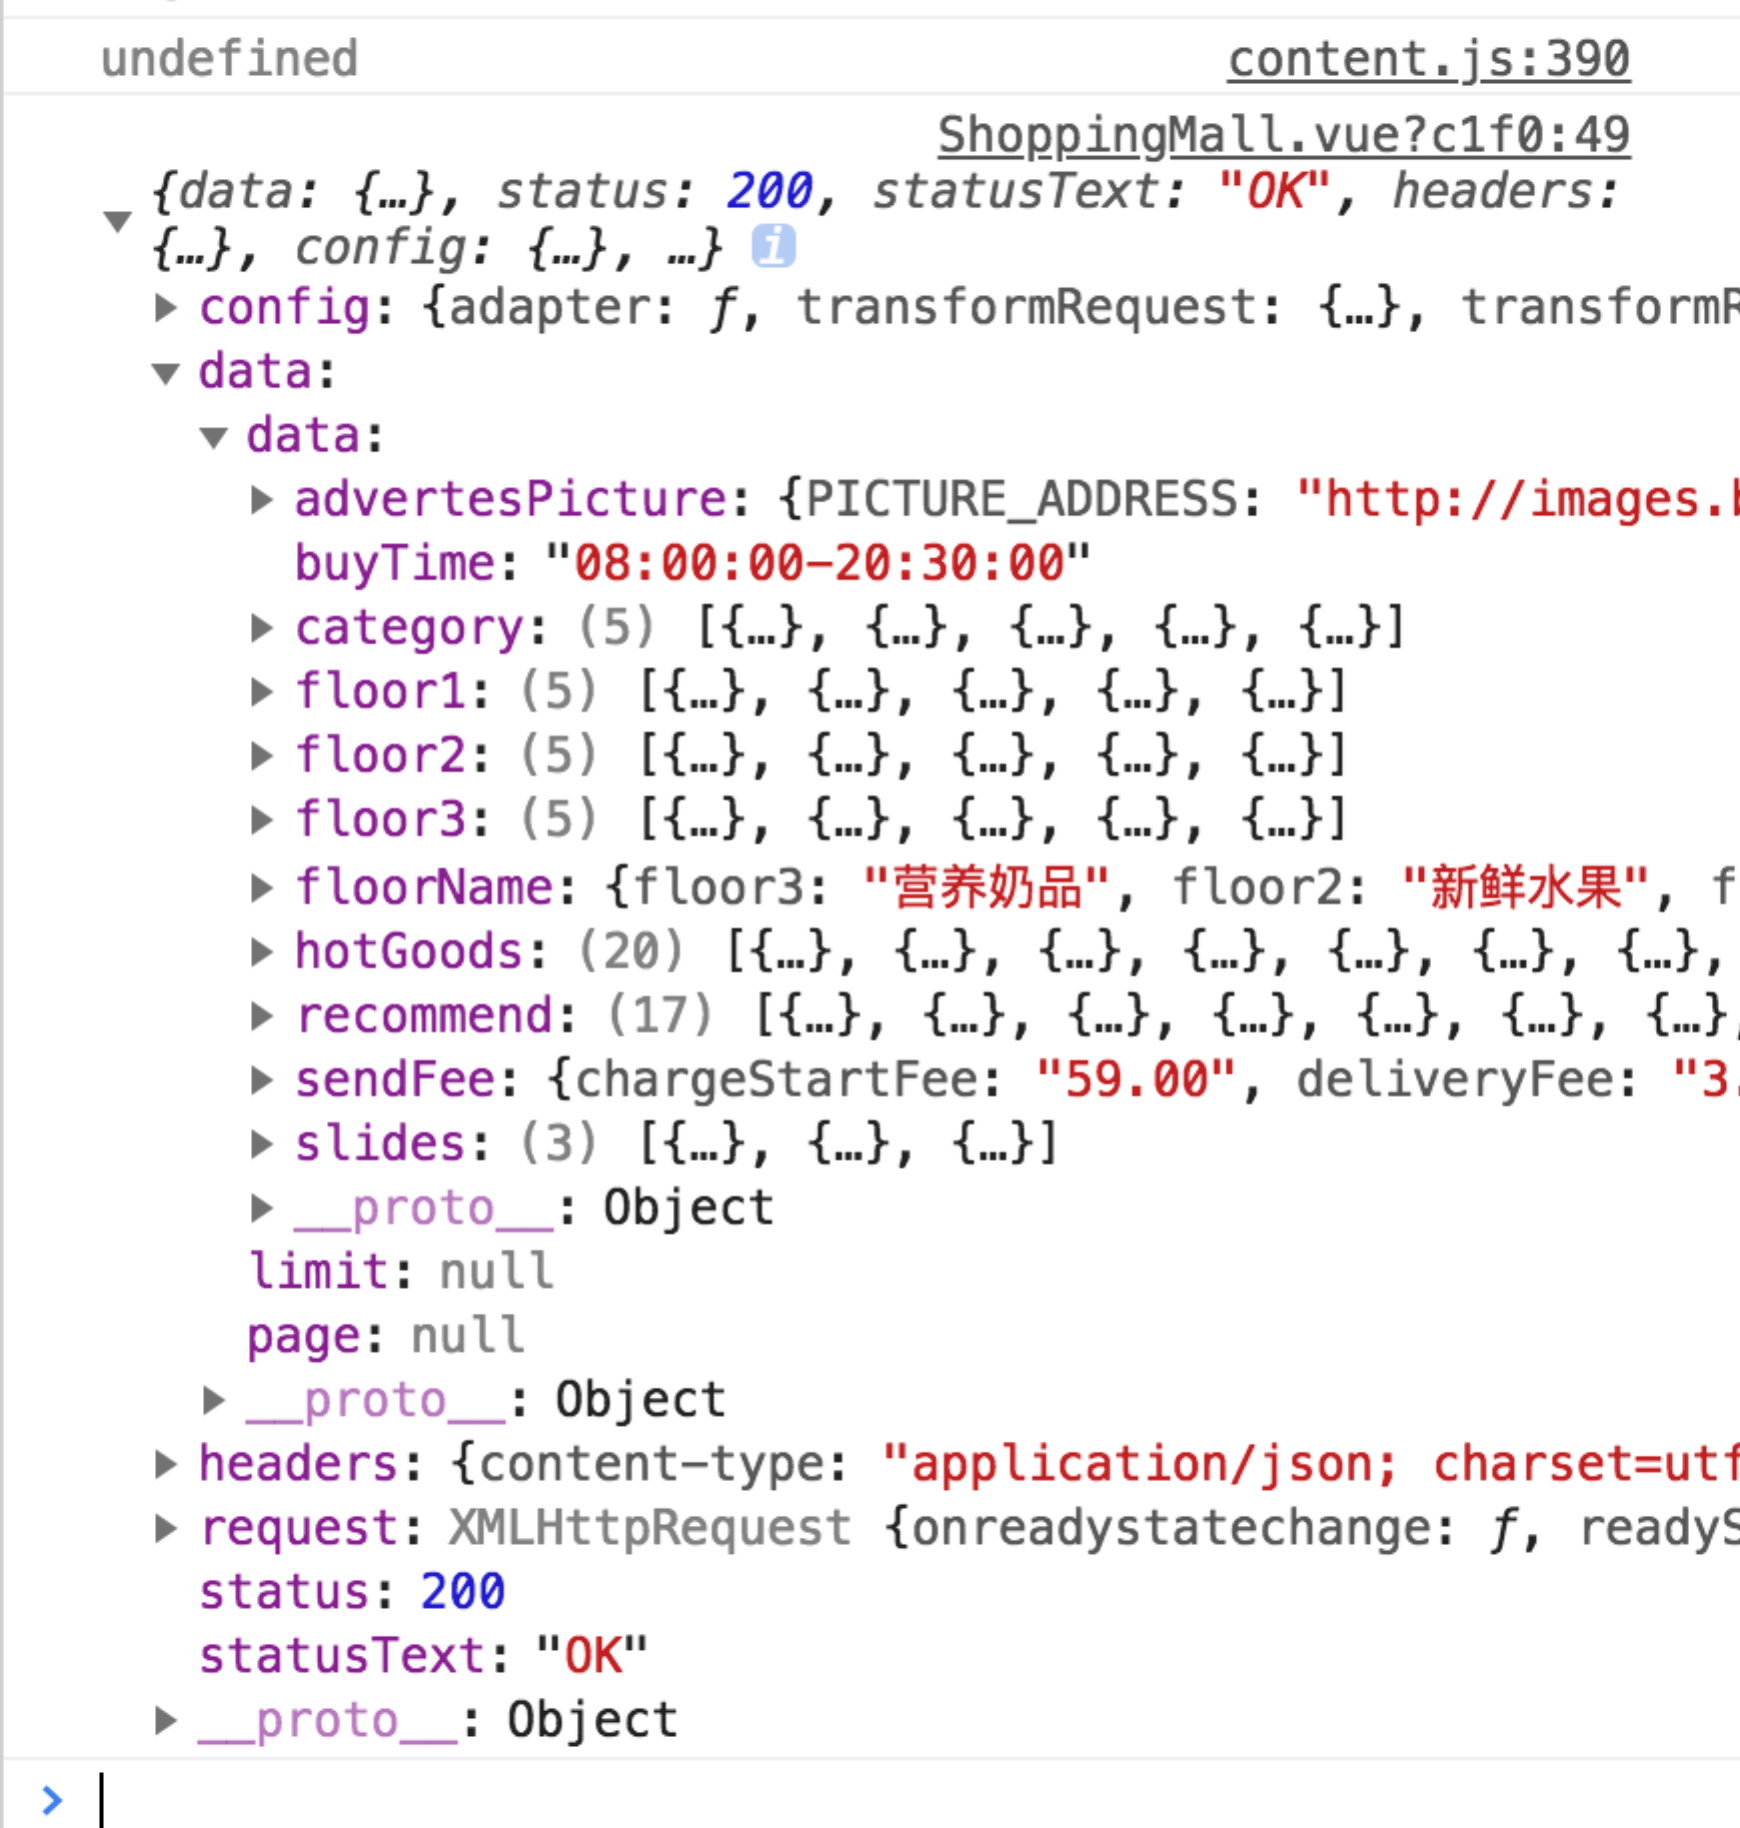 undefined content.js:390
ShoppingMall.vue?c1f0:49
{data: {…}, status: 200, statusText: "OK", headers:
{…}, config: {…}, …} i
config: {adapter: ƒ, transformRequest: {…}, transformR
data:
data:
advertesPicture: {PICTURE_ADDRESS: "http://images.b
buyTime: "08:00:00-20:30:00"
category: (5) [{…}, {…}, {…}, {…}, {…}]
floor1: (5) [{…}, {…}, {…}, {…}, {…}]
floor2: (5) [{…}, {…}, {…}, {…}, {…}]
floor3: (5) [{…}, {…}, {…}, {…}, {…}]
floorName: {floor3: "营养奶品", floor2: "新鲜水果", f
hotGoods: (20) [{…}, {…}, {…}, {…}, {…}, {…}, {…},
recommend: (17) [{…}, {…}, {…}, {…}, {…}, {…}, {…},
sendFee: {chargeStartFee: "59.00", deliveryFee: "3.
slides: (3) [{…}, {…}, {…}]
__proto__: Object
limit: null
page: null
__proto__: Object
headers: {content-type: "application/json; charset=utf
request: XMLHttpRequest {onreadystatechange: ƒ, readyS
status: 200
statusText: "OK"
__proto__: Object